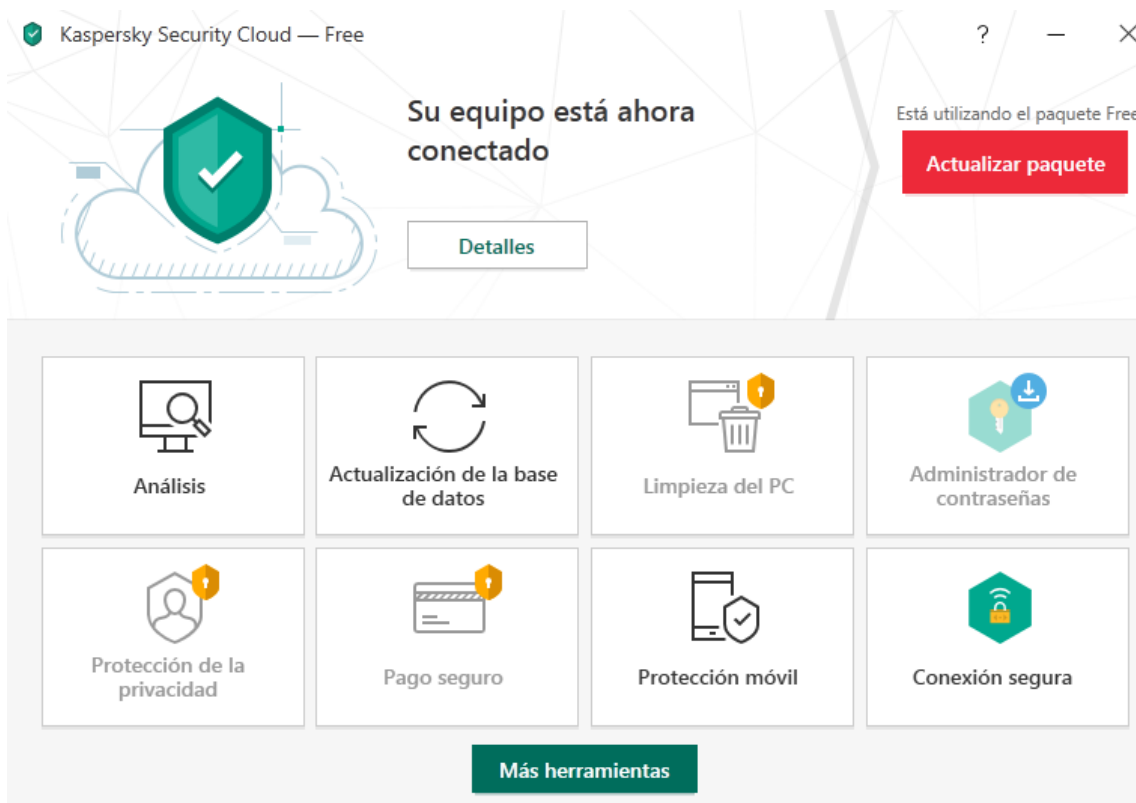 Kaspersky Security Cloud — Free
?
Su equipo está ahora
conectado
Detalles
Está utilizando el paquete Free
Actualizar paquete
Análisis
Actualización de la base
de datos
Limpieza del PC
Administrador de
contraseñas
Protección de la
privacidad
Pago seguro
Protección móvil
Conexión segura
Más herramientas